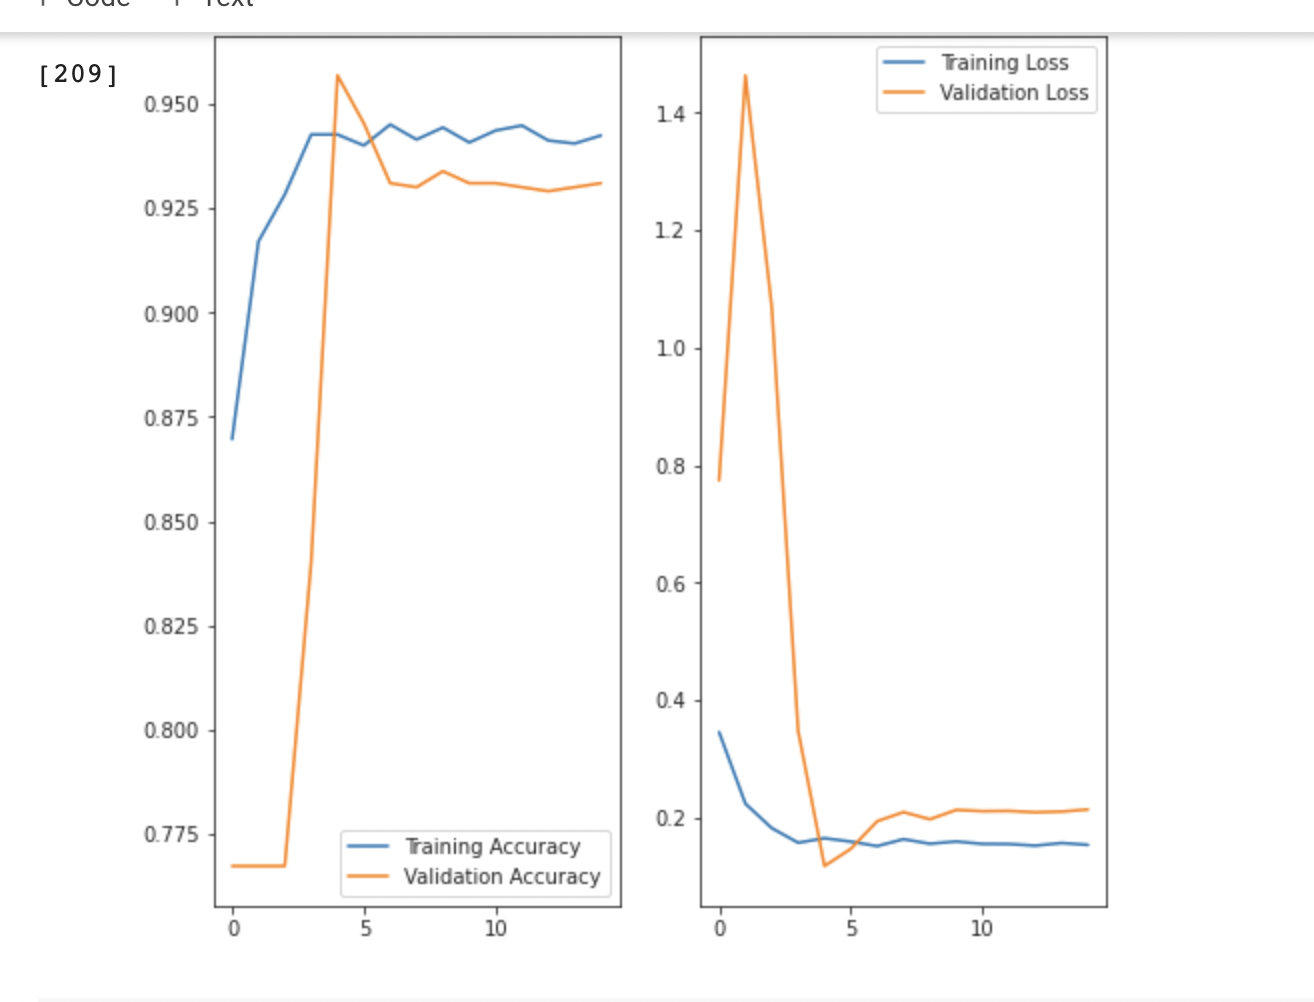 Code Text
[209]
0.950
0.925
0.900
0.875
0.850
0.825
0.800
0.775
Training Accuracy
Validation Accuracy
0 5 10
Training Loss
Validation Loss
1.4
1.2
1.0
0.8
0.6
0.4
0.2
0 5 10